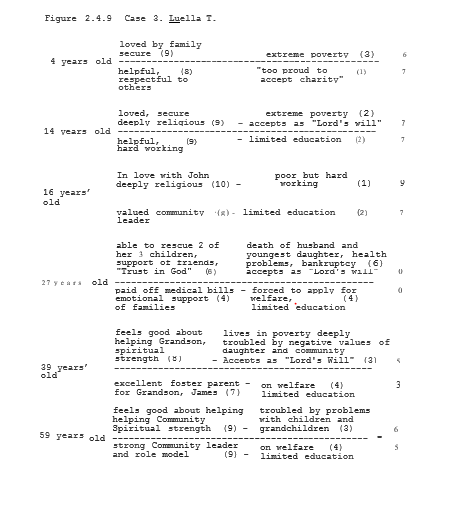 Figure 2.4.9 Case 3. Luella T.
loved by family
secure (9) extreme poverty (3) 6
4 years old
helpful, (8) "too proud to (1) 7
respectful to accept charity"
others
loved, secure extreme poverty (2)
deeply religious (9) - accepts as "Lord's will" 7
14 years old
helpful, (9) - limited education (2) 7
hard working
In love with John poor but hard
deeply religious (10) - working (1) 9
16 years'
old
valued community (g) - limited education (2) 7
leader
able to rescue 2 of death of husband and
her 3 children, youngest daughter, health
support of friends, problems, bankruptcy (6)
"Trust in God" (6) accepts as "Lord's will" 0
27 years old
paid off medical bills - forced to apply for 0
emotional support (4) welfare, (4)
of families limited education
feels good about lives in poverty deeply
helping Grandson, troubled by negative values of
spiritual daughter and community
strength (8) - Accepts as "Lord's Will" (3) 5
39 years'
old
excellent foster parent - on welfare (4) 3
for Grandson, James (7) limited education
feels good about helping troubled by problems
helping Community with children and
Spiritual strength (9) - grandchildren (3) 6
59 years old =
strong Community leader on welfare (4) 5
and role model (9) - limited education